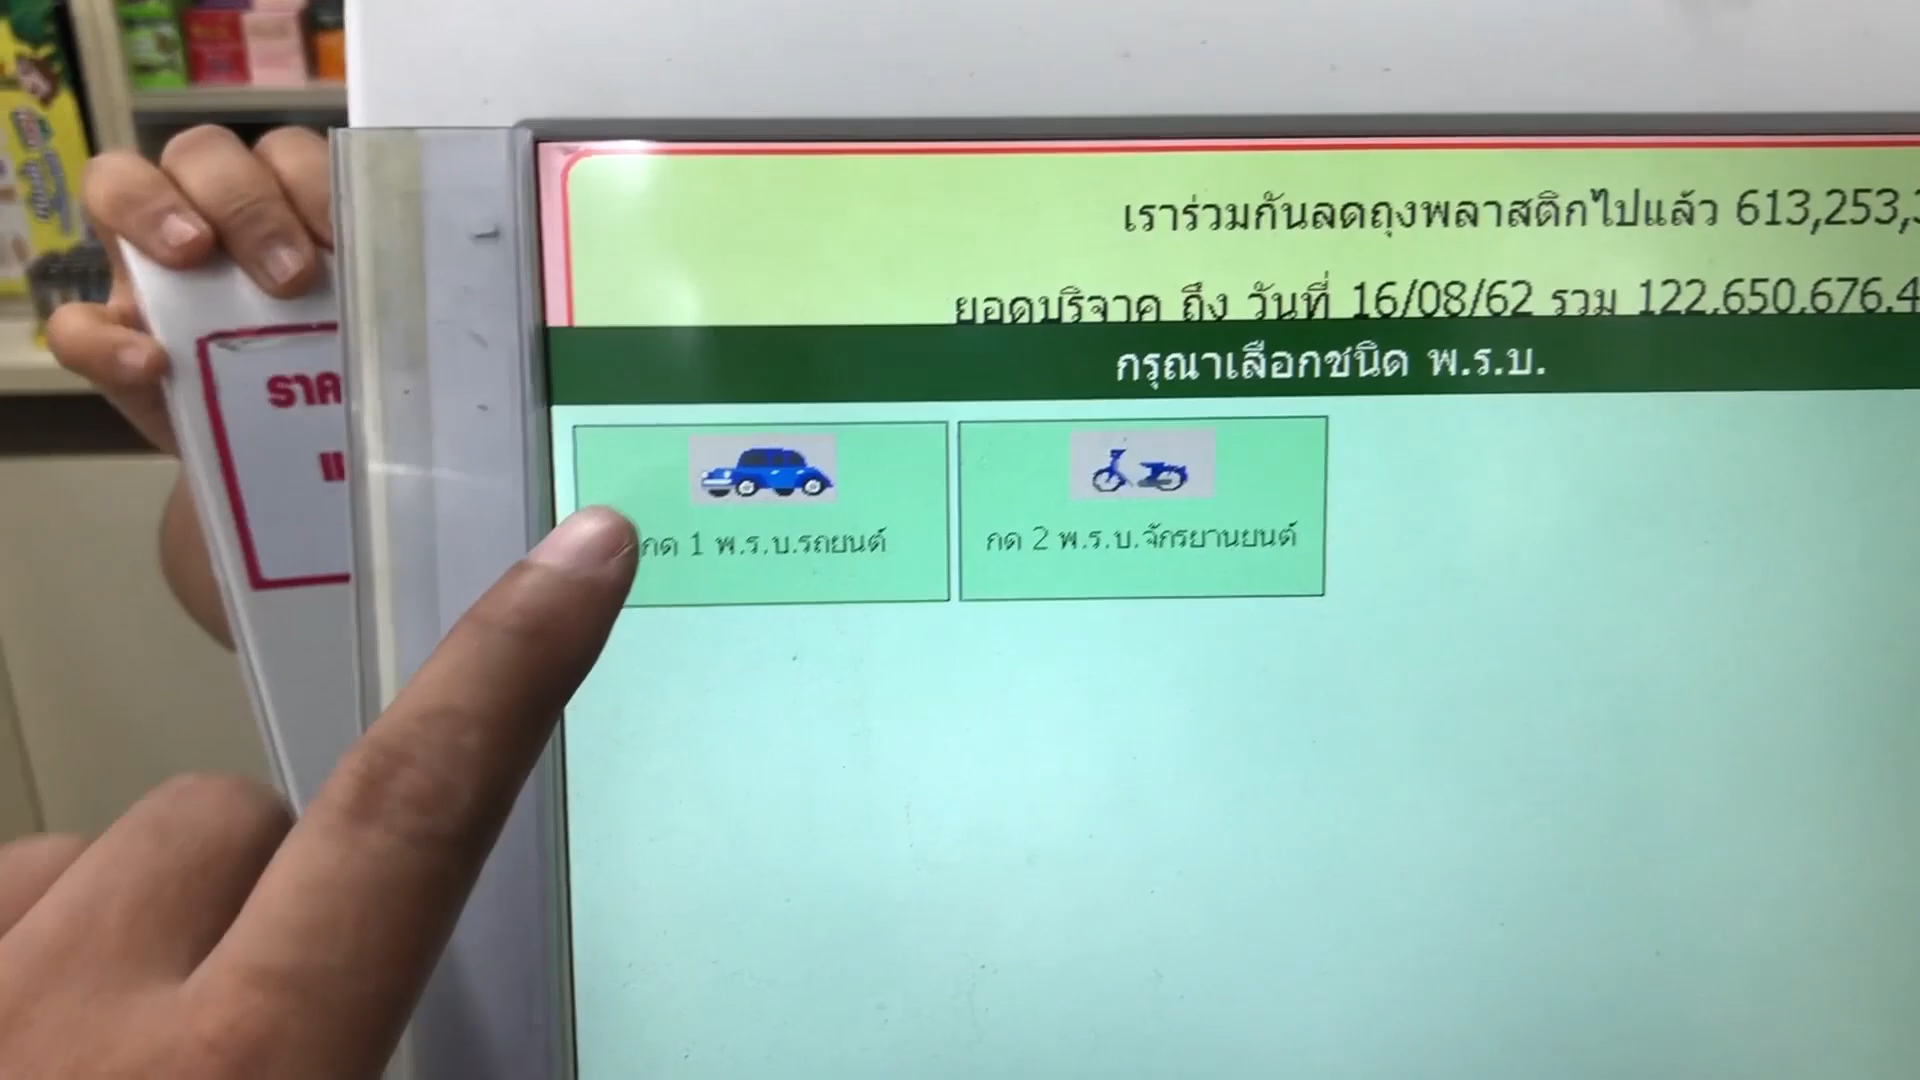 เราร่วมกันลดถุงพลาสติกไปแล้ว 613,253,
ยอดบริจาค ถึง วันที่ 16/08/62 รวม 122,650,676.4
กรุณาเลือกชนิด พ.ร.บ.
กด 1 พ.ร.บ.รถยนต์
กด 2 พ.ร.บ.จักรยานยนต์
ราค
แ